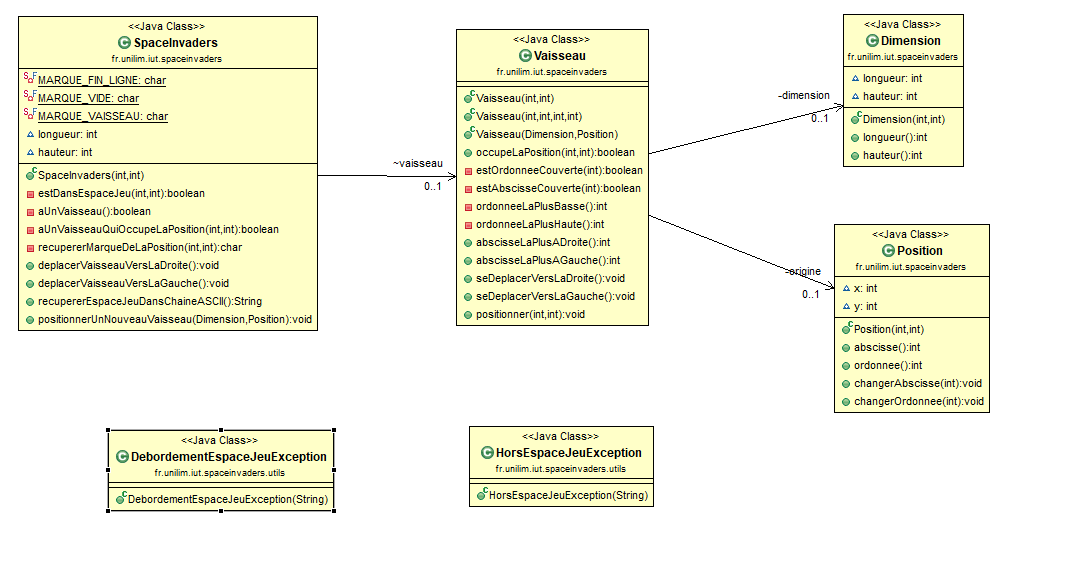 <<Java Class>>
SpaceInvaders
fr.unilim.iut.spaceinvaders
MARQUE_FIN_LIGNE: char
MARQUE_VIDE: char
MARQUE_VAISSEAU: char
longueur: int
hauteur: int
SpaceInvaders(int,int)
estDansEspaceJeu(int,int):boolean
aUnVaisseau():boolean
aUnVaisseauQuiOccupeLaPosition(int,int):boolean
recupererMarqueDeLaPosition(int,int):char
deplacerVaisseauVersLaDroite():void
deplacerVaisseauVersLaGauche():void
recupererEspaceJeuDansChaineASCII():String
positionnerUnNouveauVaisseau(Dimension,Position):void
~vaisseau
0..1
<<Java Class>>
Vaisseau
fr.unilim.iut.spaceinvaders
Vaisseau(int,int)
Vaisseau(int,int,int,int)
Vaisseau(Dimension,Position)
occupeLaPosition(int,int):boolean
estOrdonneeCouverte(int):boolean
estAbscisseCouverte(int):boolean
ordonneeLaPlusBasse():int
ordonneeLaPlusHaute():int
abscisseLaPlusADroite():int
abscisseLaPlusAGauche():int
seDeplacerVersLaDroite():void
seDeplacerVersLaGauche():void
positionner(int,int):void
-dimension
0..1
<<Java Class>>
Dimension
fr.unilim.iut.spaceinvaders
longueur: int
hauteur: int
Dimension(int,int)
longueur():int
hauteur():int
-origine
0..1
<<Java Class>>
Position
fr.unilim.iut.spaceinvaders
x: int
y: int
Position(int,int)
abscisse():int
ordonnee():int
changerAbscisse(int):void
changerOrdonnee(int):void
<<Java Class>>
DebordementEspaceJeuException
fr.unilim.iut.spaceinvaders.utils
DebordementEspaceJeuException(String)
<<Java Class>>
HorsEspaceJeuException
fr.unilim.iut.spaceinvaders.utils
HorsEspaceJeuException(String)